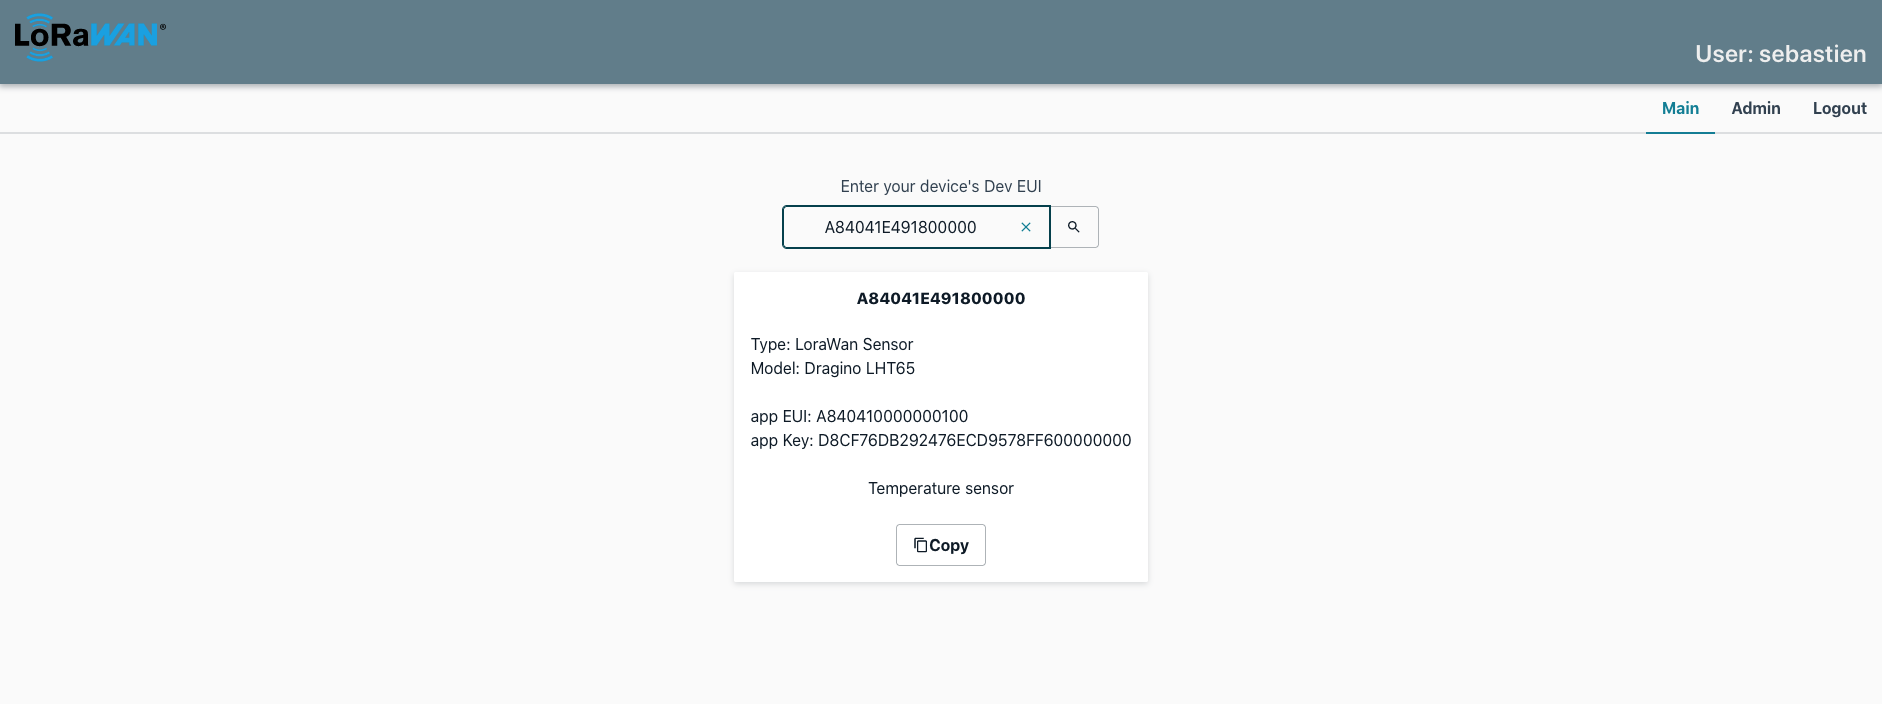 LoRaWAN®
User: sebastien
Main Admin Logout
Enter your device's Dev EUI
A84041E491800000
A84041E491800000
Type: LoraWan Sensor
Model: Dragino LHT65
app EUI: A840410000000100
app Key: D8CF76DB292476ECD9578FF600000000
Temperature sensor
Copy